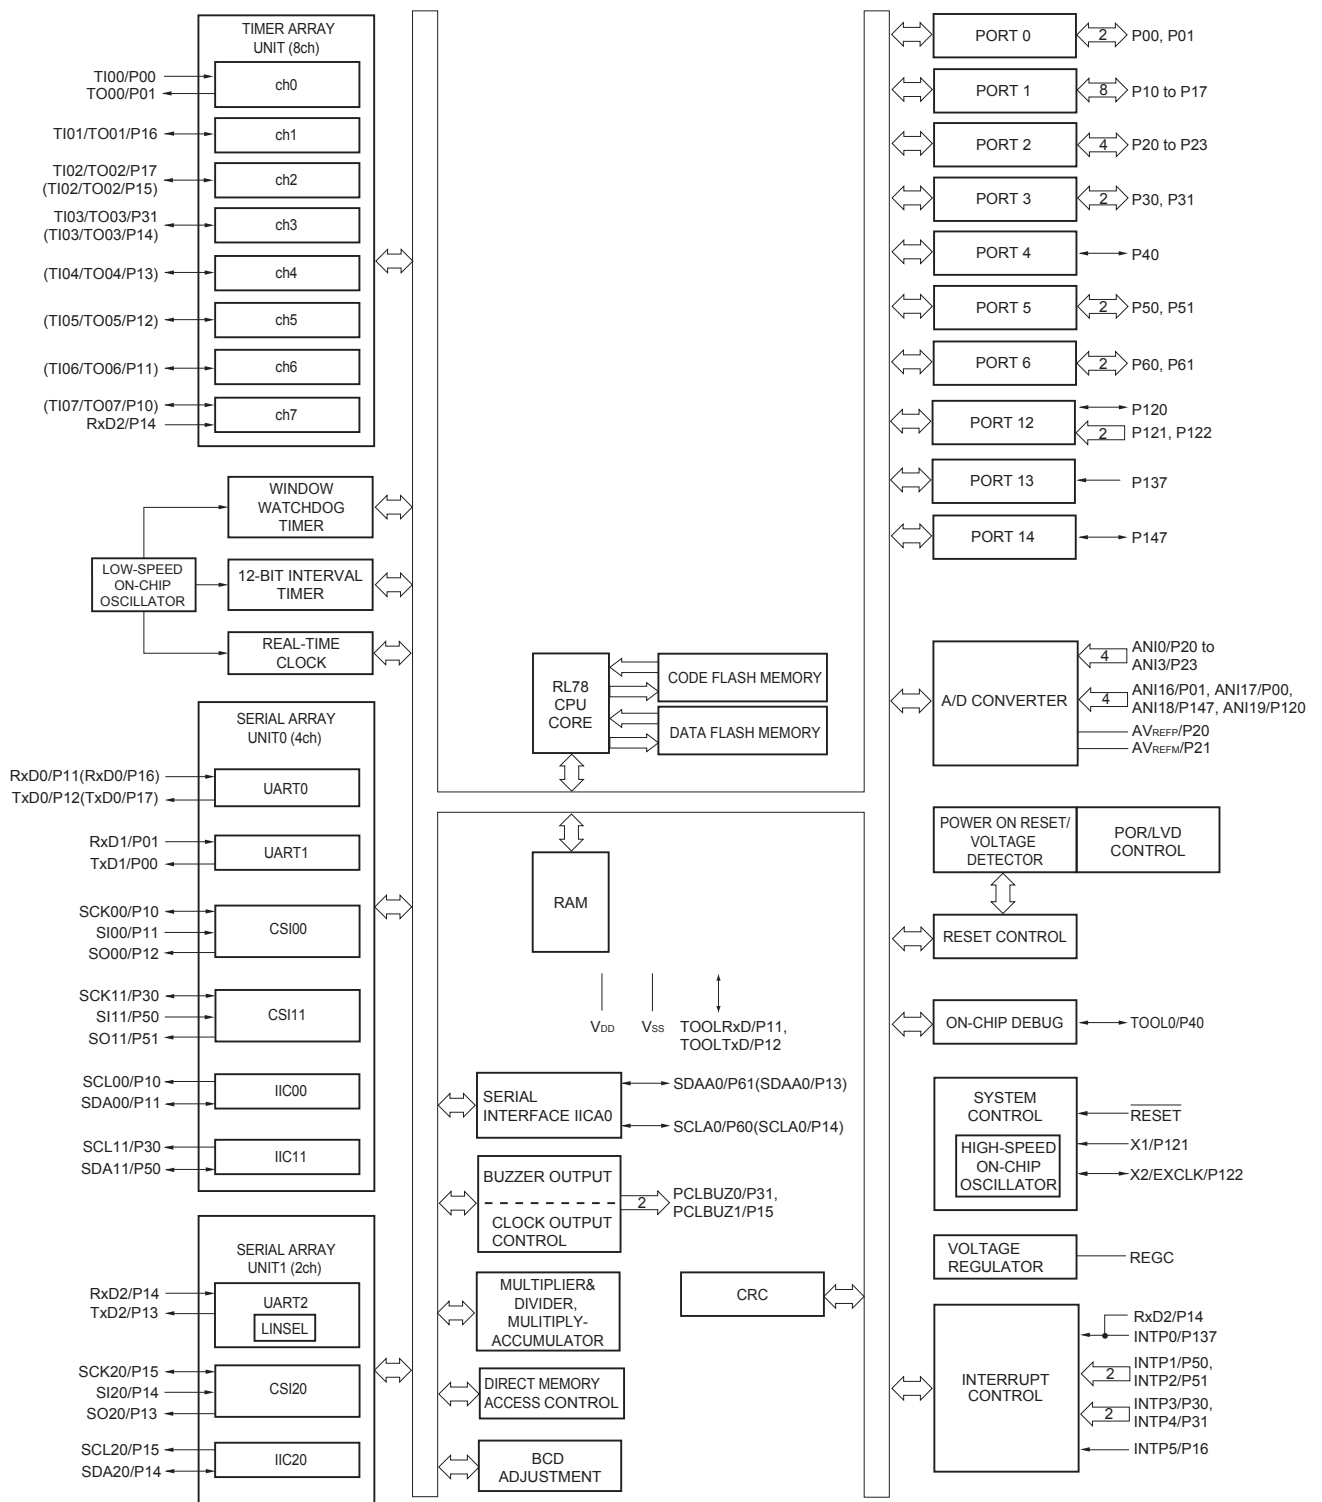 TIMER ARRAY
UNIT (8ch)
TI00/P00
TO00/P01
ch0
TI01/TO01/P16
ch1
TI02/TO02/P17
(TI02/TO02/P15)
ch2
TI03/TO03/P31
(TI03/TO03/P14)
ch3
(TI04/TO04/P13)
ch4
(TI05/TO05/P12)
ch5
(TI06/TO06/P11)
ch6
(TI07/TO07/P10)
RxD2/P14
ch7
WINDOW
WATCHDOG
TIMER
LOW-SPEED
ON-CHIP
OSCILLATOR
12-BIT INTERVAL
TIMER
REAL-TIME
CLOCK
SERIAL ARRAY
UNIT0 (4ch)
RxD0/P11(RxD0/P16)
TxD0/P12(TxD0/P17)
UART0
RxD1/P01
TxD1/P00
UART1
SCK00/P10
SI00/P11
SO00/P12
CSI00
SCK11/P30
SI11/P50
SO11/P51
CSI11
SCL00/P10
SDA00/P11
IIC00
SCL11/P30
SDA11/P50
IIC11
SERIAL ARRAY
UNIT1 (2ch)
RxD2/P14
TxD2/P13
UART2
LINSEL
SCK20/P15
SI20/P14
SO20/P13
CSI20
SCL20/P15
SDA20/P14
IIC20
RL78
CPU
CORE
CODE FLASH MEMORY
DATA FLASH MEMORY
RAM
VDD
VSS
TOOLRxD/P11,
TOOLTxD/P12
SERIAL
INTERFACE IICA0
SDAA0/P61(SDAA0/P13)
SCLA0/P60(SCLA0/P14)
BUZZER OUTPUT
CLOCK OUTPUT
CONTROL
2
PCLBUZ0/P31,
PCLBUZ1/P15
MULTIPLIER&
DIVIDER,
MULITIPLY-
ACCUMULATOR
DIRECT MEMORY
ACCESS CONTROL
BCD
ADJUSTMENT
CRC
PORT 0
2
P00, P01
PORT 1
8
P10 to P17
PORT 2
4
P20 to P23
PORT 3
2
P30, P31
PORT 4
P40
PORT 5
2
P50, P51
PORT 6
2
P60, P61
PORT 12
P120
2
P121, P122
PORT 13
P137
PORT 14
P147
A/D CONVERTER
4
ANI0/P20 to
ANI3/P23
4
ANI16/P01, ANI17/P00,
ANI18/P147, ANI19/P120
AVREFP/P20
AVREFM/P21
POWER ON RESET/
VOLTAGE
DETECTOR
POR/LVD
CONTROL
RESET CONTROL
ON-CHIP DEBUG
TOOL0/P40
SYSTEM
CONTROL
HIGH-SPEED
ON-CHIP
OSCILLATOR
RESET
X1/P121
X2/EXCLK/P122
VOLTAGE
REGULATOR
REGC
INTERRUPT
CONTROL
RxD2/P14
INTP0/P137
2
INTP1/P50,
INTP2/P51
2
INTP3/P30,
INTP4/P31
INTP5/P16